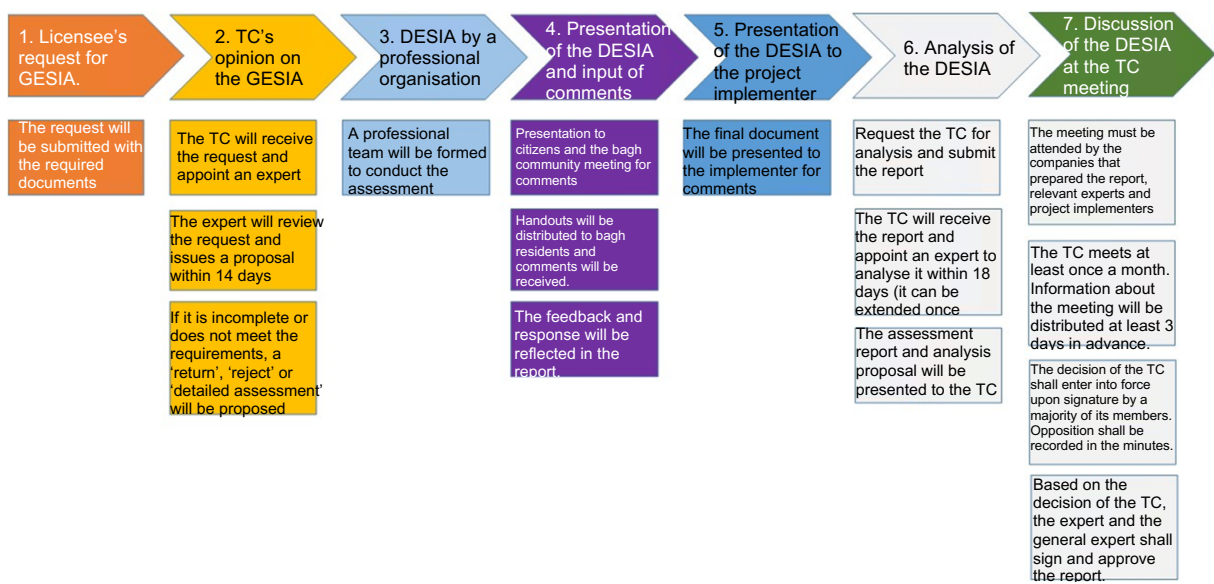 1. Licensee's
request for
GESIA.
2. TC's
opinion on
the GESIA
3. DESIA by a
professional
organisation
4. Presentation
of the DESIA
and input of
comments
5. Presentation
of the DESIA to
the project
implementer
6. Analysis of
the DESIA
7. Discussion
of the DESIA
at the TC
meeting
The request will
be submitted with
the required
documents
The TC will receive
the request and
appoint an expert
The expert will review
the request and
issues a proposal
within 14 days
If it is incomplete or
does not meet the
requirements, a
'return', 'reject' or
'detailed assessment'
will be proposed
A professional
team will be formed
to conduct the
assessment
Presentation to
citizens and the bagh
community meeting for
comments
Handouts will be
distributed to bagh
residents and
comments will be
received.
The feedback and
response will be
reflected in the
report.
The final document
will be presented to
the implementer for
comments
Request the TC for
analysis and submit
the report
The TC will receive
the report and
appoint an expert to
analyse it within 18
days (it can be
extended once
The assessment
report and analysis
proposal will be
presented to the TC
The meeting must be
attended by the
companies that
prepared the report,
relevant experts and
project implementers
The TC meets at
least once a month.
Information about
the meeting will be
distributed at least 3
days in advance.
The decision of the TC
shall enter into force
upon signature by a
majority of its members.
Opposition shall be
recorded in the minutes.
Based on the
decision of the TC,
the expert and the
general expert shall
sign and approve
the report.